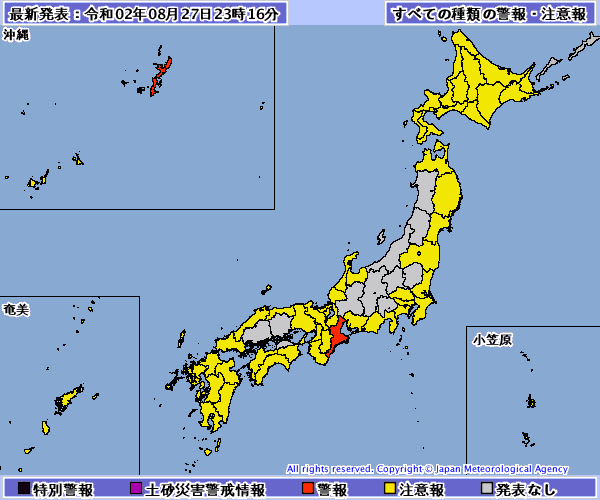 最新発表：令和02年08月27日23時16分
すべての種類の警報・注意報
沖縄
奄美
小笠原
All rights reserved. Copyright © Japan Meteorological Agency
特別警報 土砂災害警戒情報 警報 注意報 発表なし